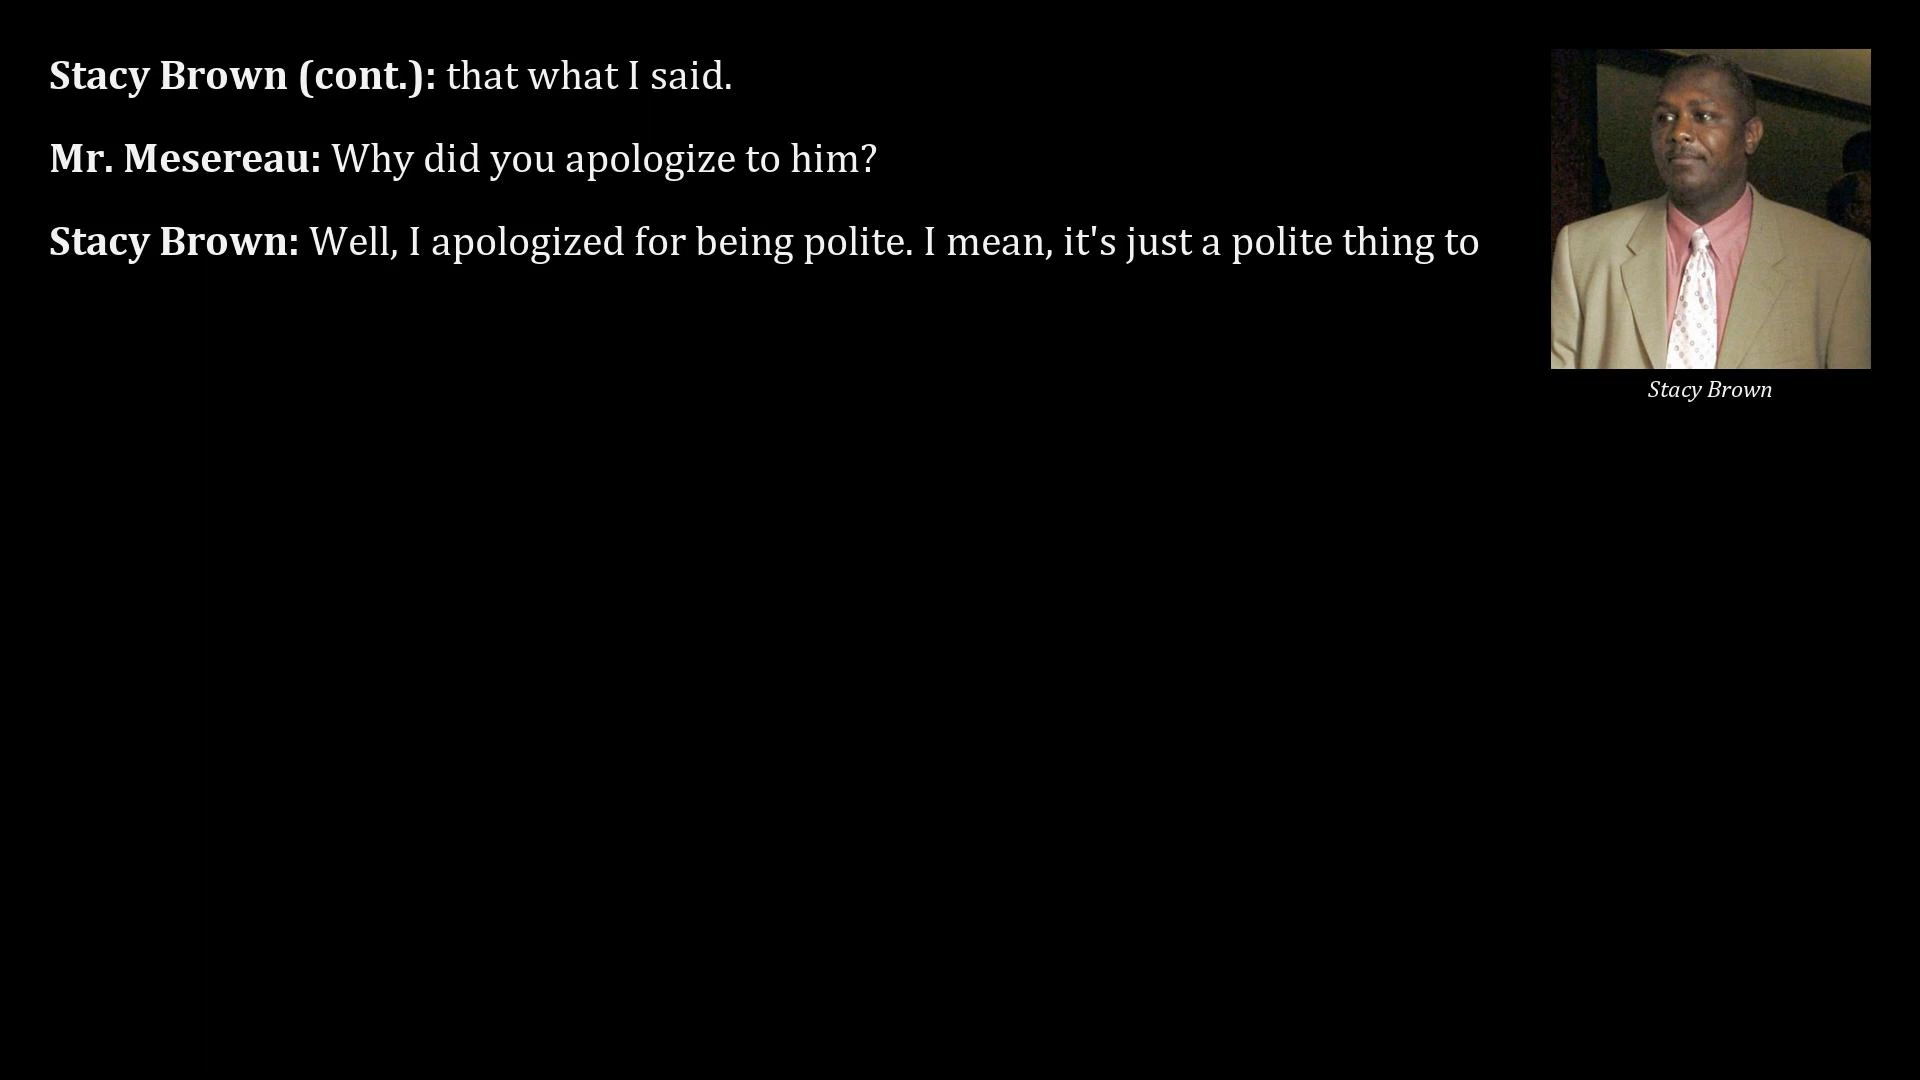 Stacy Brown (cont.): that what I said.
Mr. Mesereau: Why did you apologize to him?
Stacy Brown: Well, I apologized for being polite. I mean, it's just a polite thing to
Stacy Brown